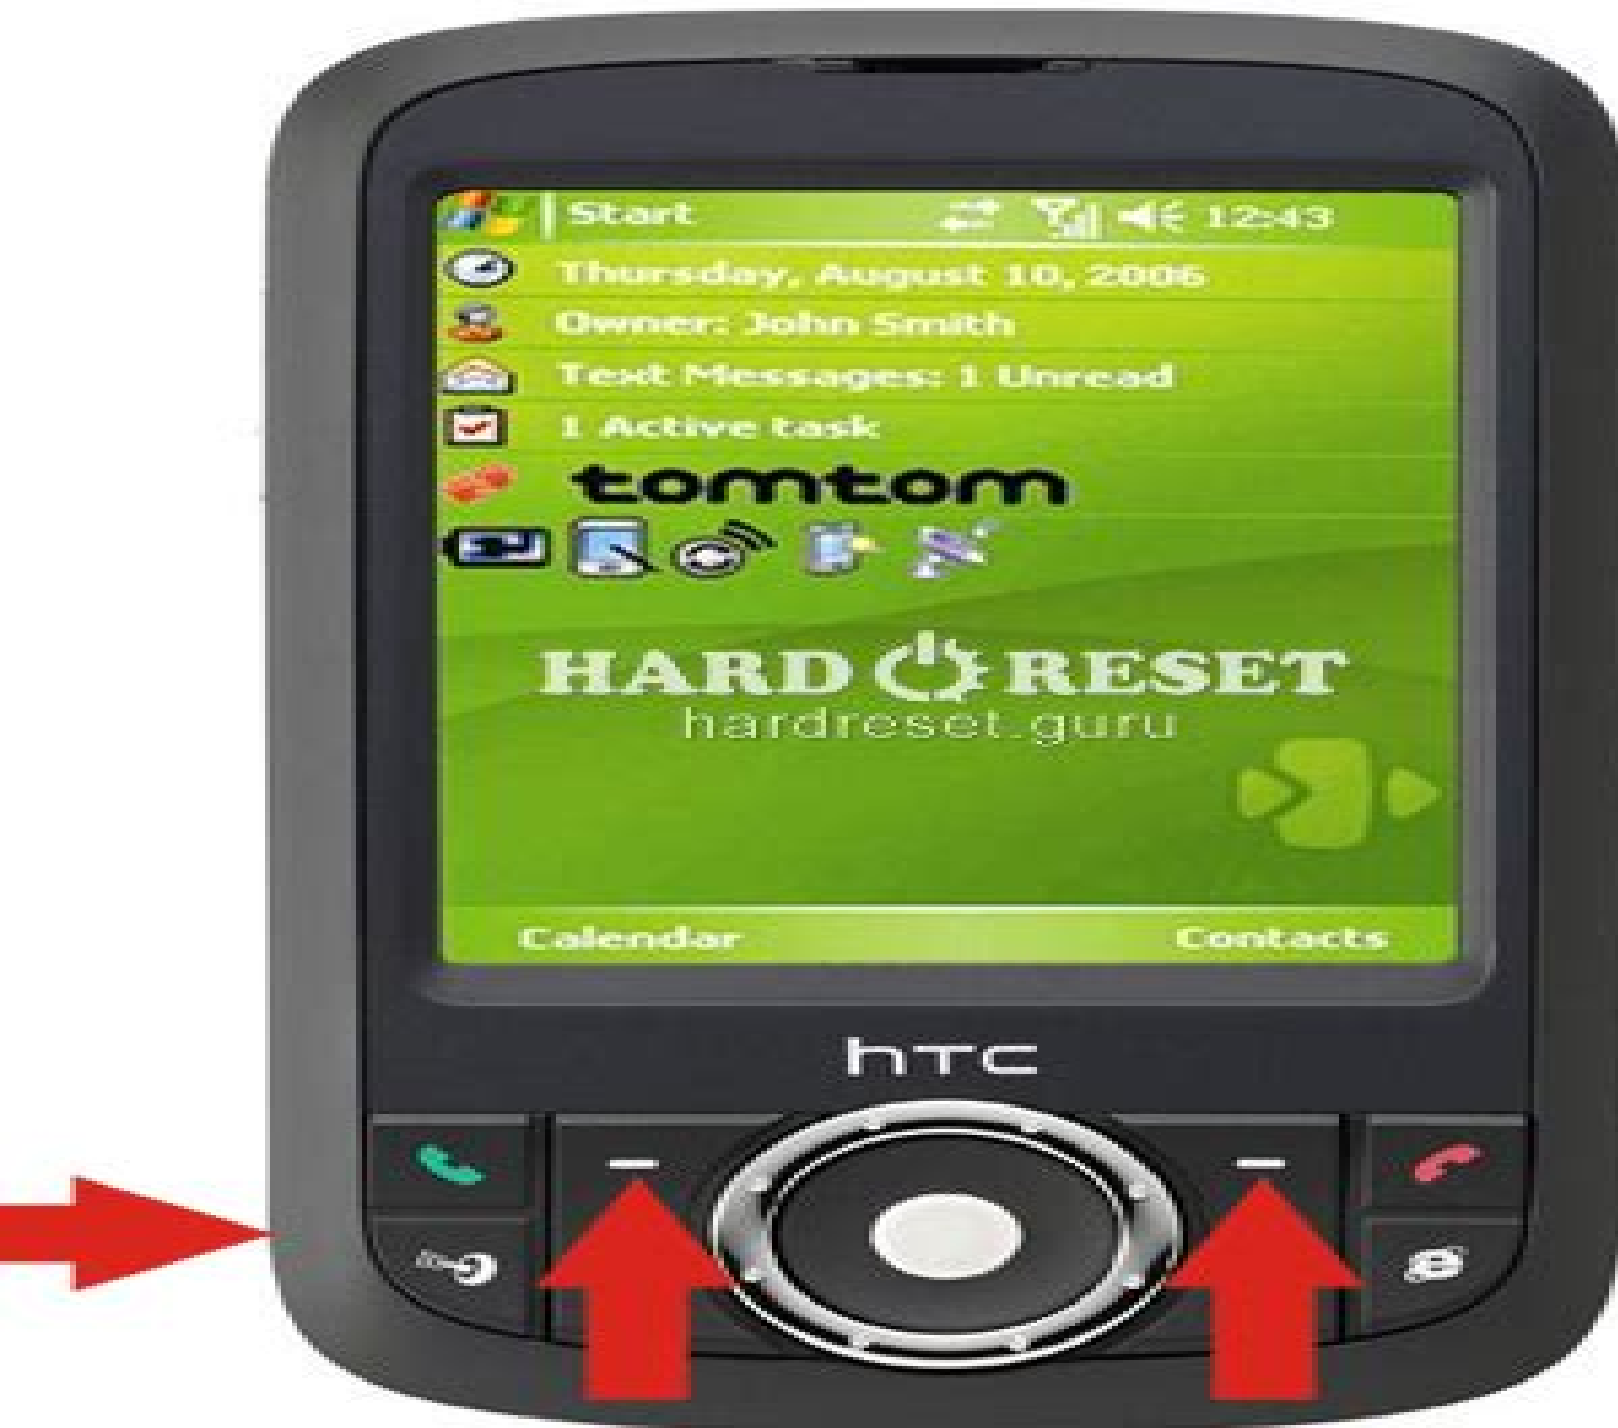 Start 12:43
Thursday, August 10, 2006
Owner: John Smith
Text Messages: 1 Unread
1 Active task
tomtom
HARD RESET
hardreset.guru
Calendar Contacts
hTC